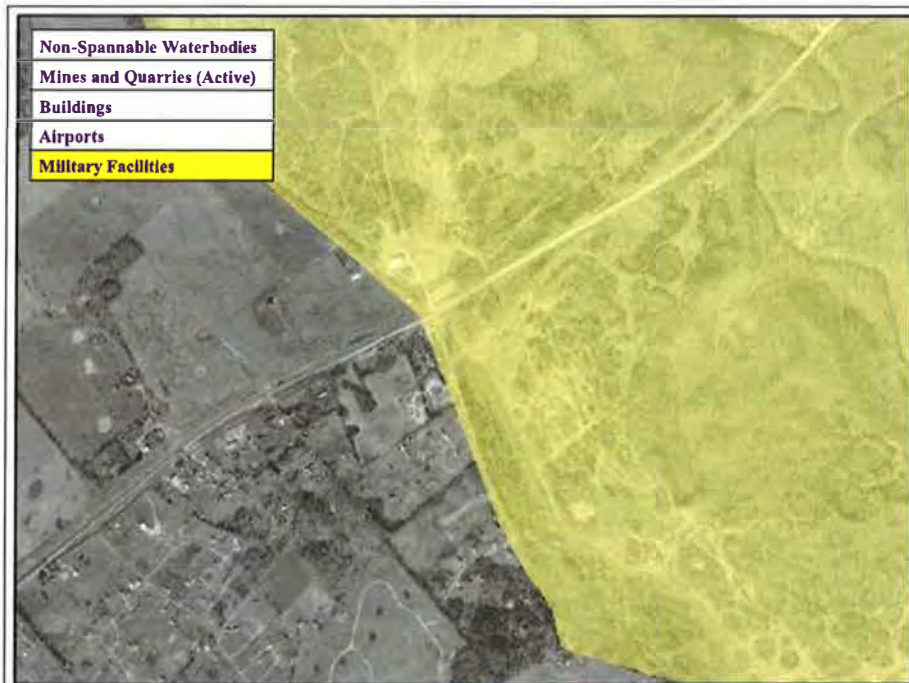 Non-Spannable Waterbodies
Mines and Quarries (Active)
Buildings
Airports
Military Facilities